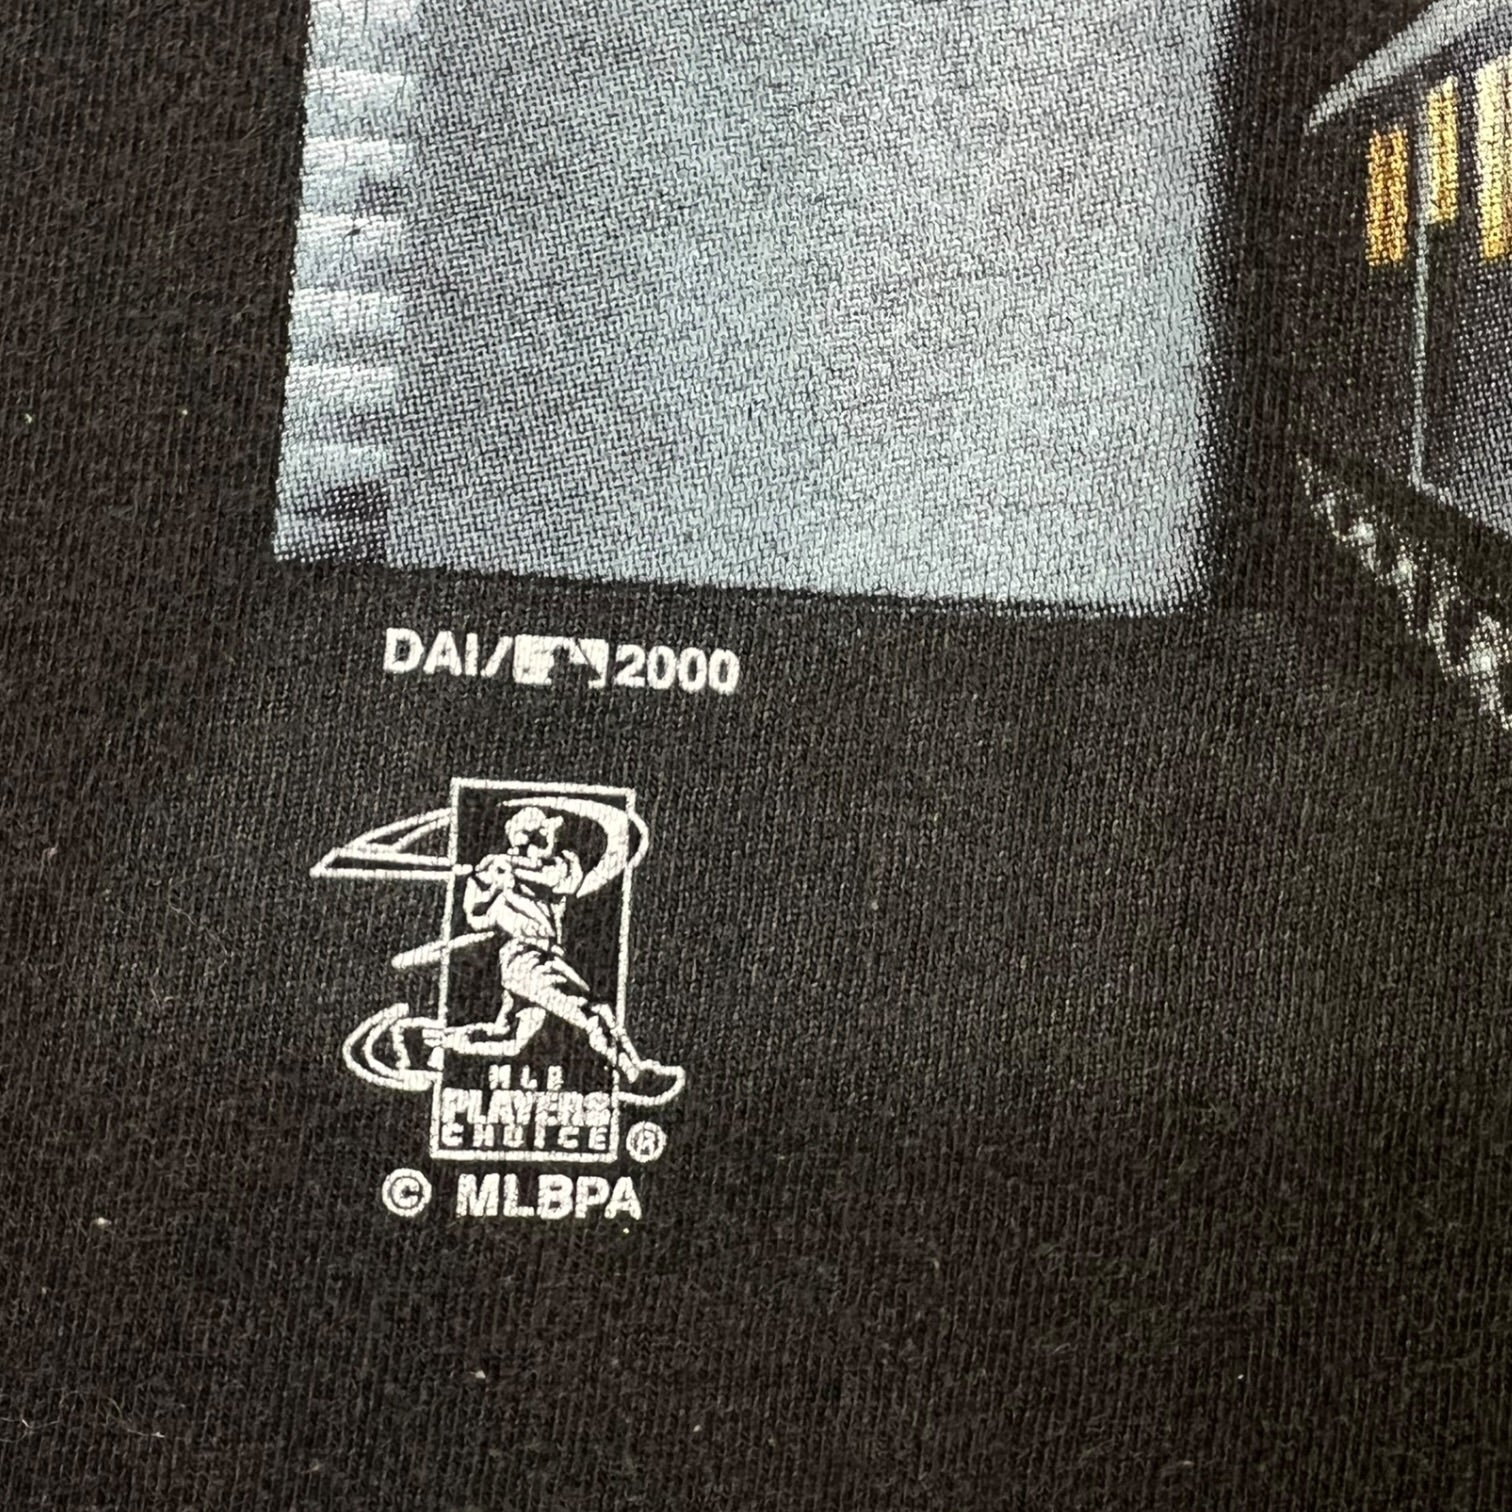 DAI/ 2000
MLB
PLAYERS
CHOICE ®
© MLBPA